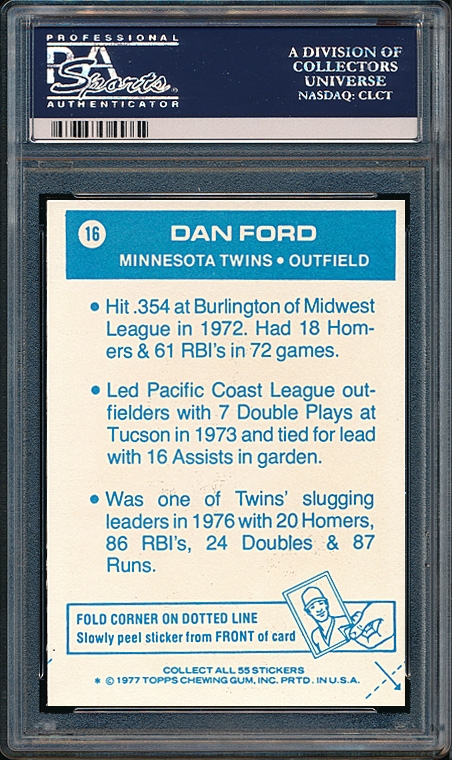 PROFESSIONAL
PSA
Sports
AUTHENTICATOR
A DIVISION OF
COLLECTORS
UNIVERSE
NASDAQ: CLCT
16
DAN FORD
MINNESOTA TWINS • OUTFIELD
• Hit .354 at Burlington of Midwest
League in 1972. Had 18 Hom-
ers & 61 RBI's in 72 games.
• Led Pacific Coast League out-
fielders with 7 Double Plays at
Tucson in 1973 and tied for lead
with 16 Assists in garden.
• Was one of Twins' slugging
leaders in 1976 with 20 Homers,
86 RBI's, 24 Doubles & 87
Runs.
FOLD CORNER ON DOTTED LINE
Slowly peel sticker from FRONT of card
COLLECT ALL 55 STICKERS
* © 1977 TOPPS CHEWING GUM, INC. PRTD. IN U.S.A.